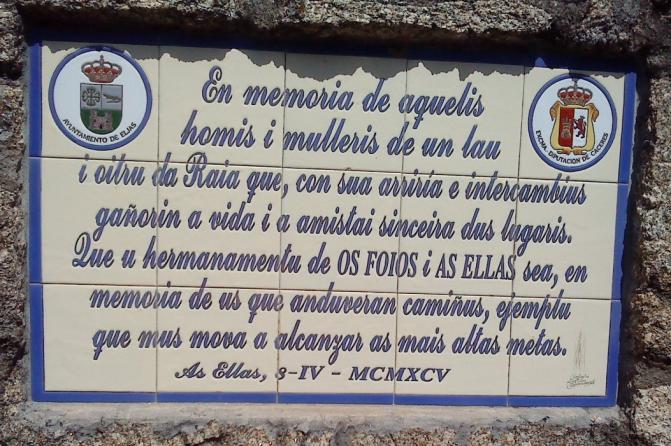 AYUNTAMIENTO DE ELJAS
EXCMA. DIPUTACION DE CACERES
En memoria de aquelis
homis i mulleris de un lau
i oitru da Raia que, con sua arriría e intercambius
gañorin a vida i a amistai sinceira dus lugaris.
Que u hermanamentu de OS FOIOS i AS ELLAS sea, en
memoria de us que anduveran camiñus, ejemplu
que mus mova a alcanzar as mais altas metas.
As Ellas, 8-IV - MCMXCV